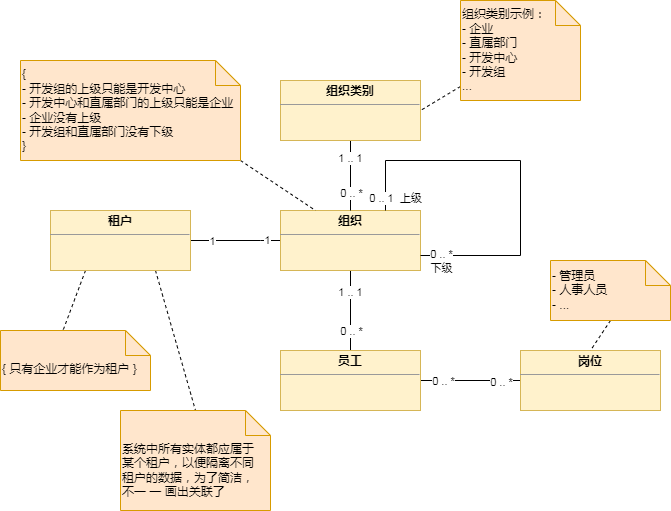 组织类别示例：
- 企业
- 直属部门
- 开发中心
- 开发组
...
{
- 开发组的上级只能是开发中心
- 开发中心和直属部门的上级只能是企业
- 企业没有上级
- 开发组和直属部门没有下级
}
组织类别
1 .. 1
0 .. *
0 .. 1 上级
租户
组织
1
1
0 .. *
下级
1 .. 1
0 .. *
- 管理员
- 人事人员
- ...
{ 只有企业才能作为租户 }
员工
岗位
0 .. *
0 .. *
系统中所有实体都应属于
某个租户，以便隔离不同
租户的数据，为了简洁，
不一 一 画出关联了